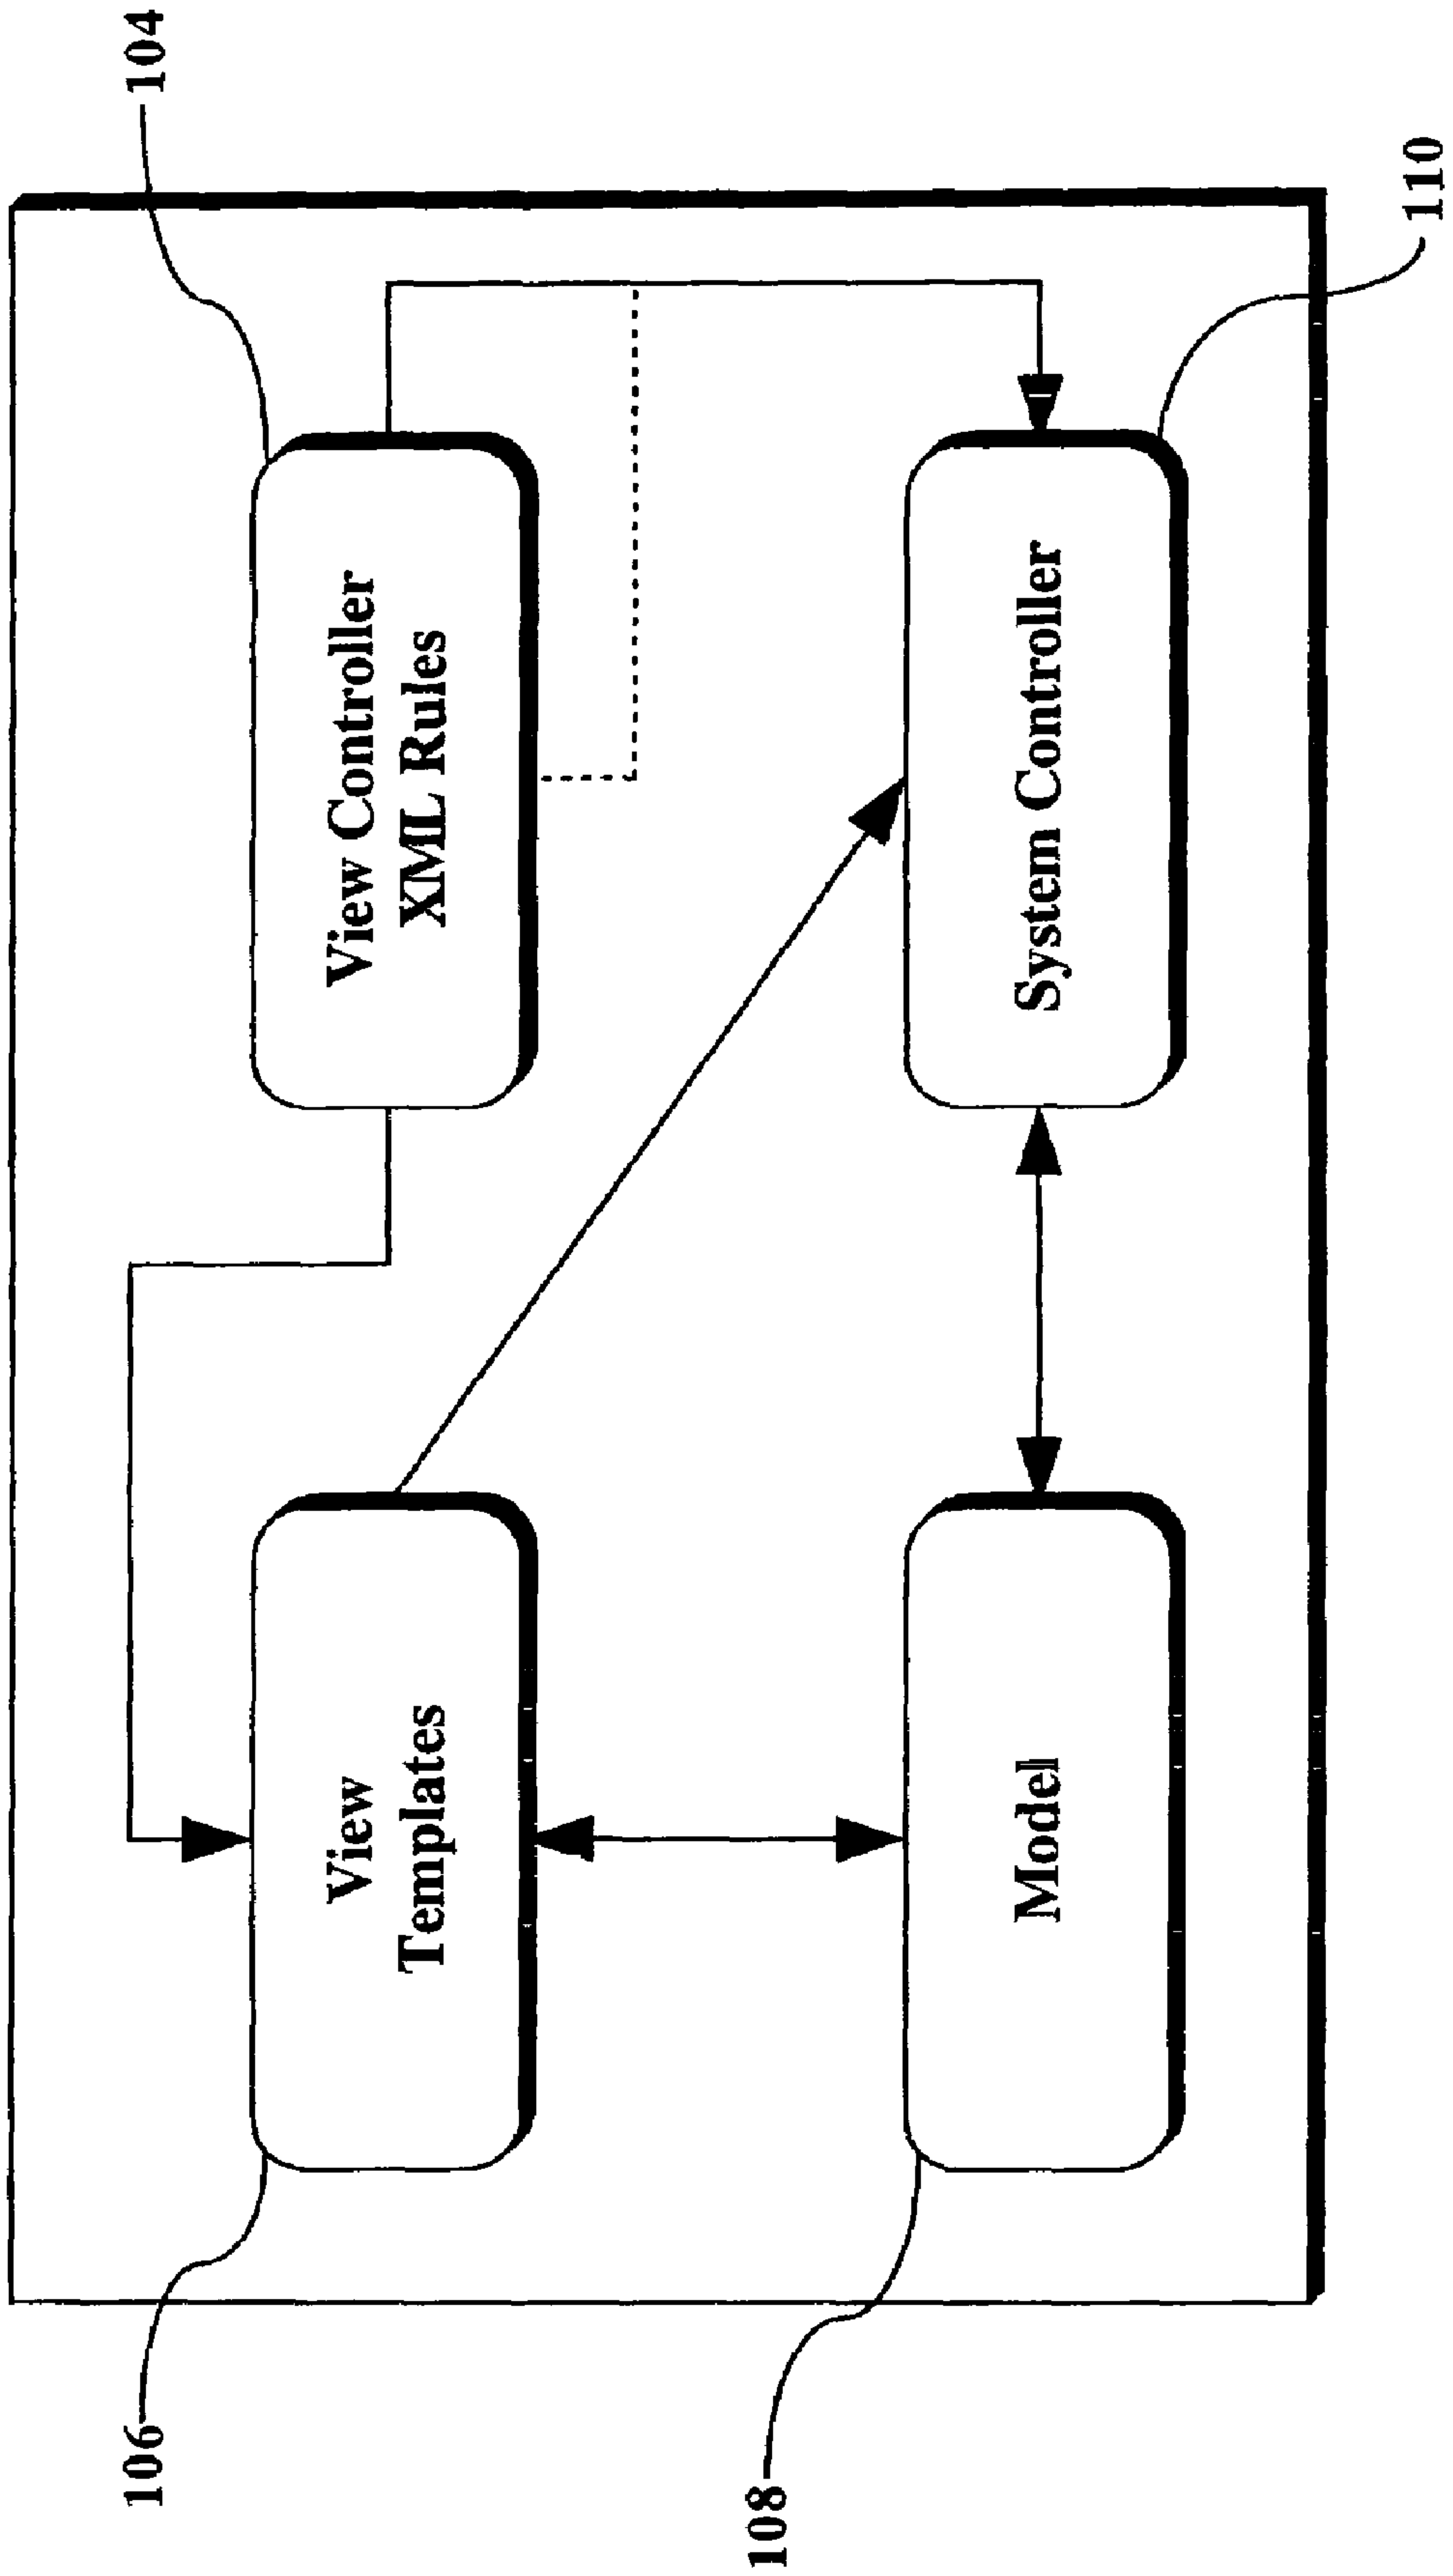 106
104
View
Templates
View Controller
XML Rules
108
Model
System Controller
110